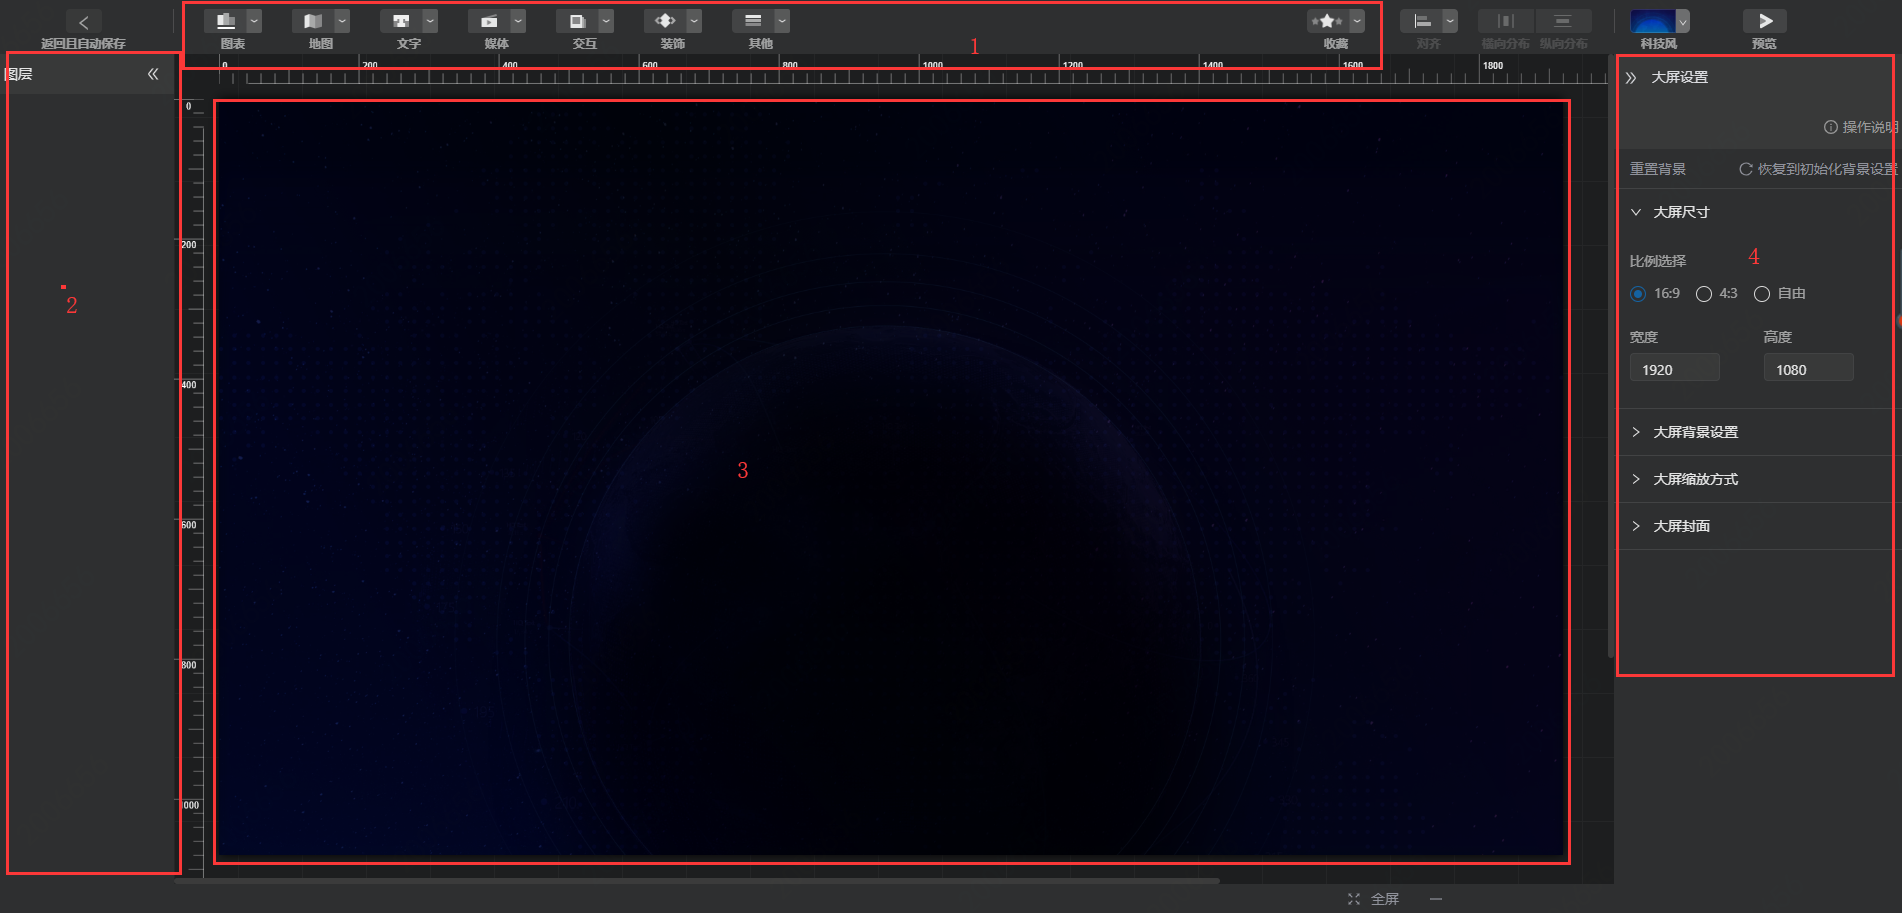 返回且自动保存
图表
地图
文字
媒体
交互
装饰
其他
收藏
对齐
横向分布
纵向分布
科技风
预览
1
图层
0 200 400 600 800 1000 1200 1400 1600 1800
0
200
400
600
800
1000
2
3
大屏设置
操作说明
重置背景
恢复到初始化背景设置
大屏尺寸
比例选择
4
16:9 4:3 自由
宽度 高度
1920 1080
大屏背景设置
大屏缩放方式
大屏封面
全屏